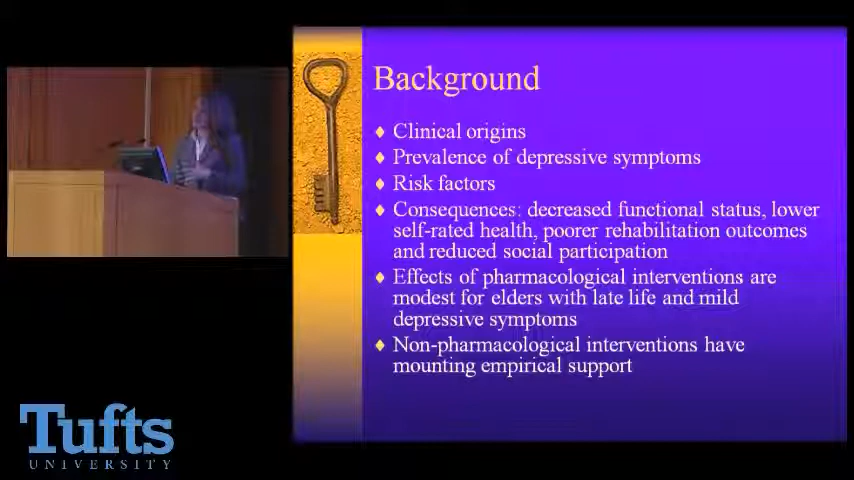 Background
Clinical origins
Prevalence of depressive symptoms
Risk factors
Consequences: decreased functional status, lower
self-rated health, poorer rehabilitation outcomes
and reduced social participation
Effects of pharmacological interventions are
modest for elders with late life and mild
depressive symptoms
Non-pharmacological interventions have
mounting empirical support
Tufts
UNIVERSITY